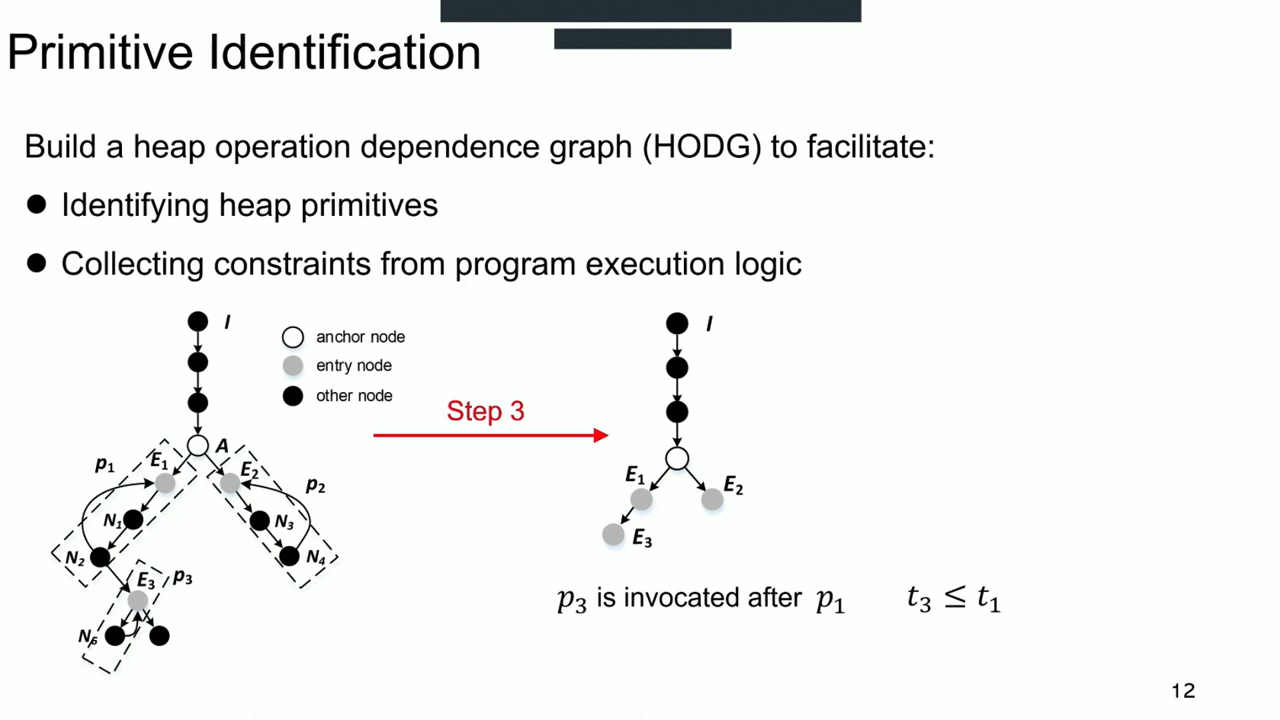 Primitive Identification
Build a heap operation dependence graph (HODG) to facilitate:
● Identifying heap primitives
● Collecting constraints from program execution logic
I
anchor node
entry node
other node
A
p1
E1
E2
p2
N1
N3
N2
N4
E3
p3
N5
Step 3
I
E1
E2
E3
p3 is invocated after p1
t3 ≤ t1
12